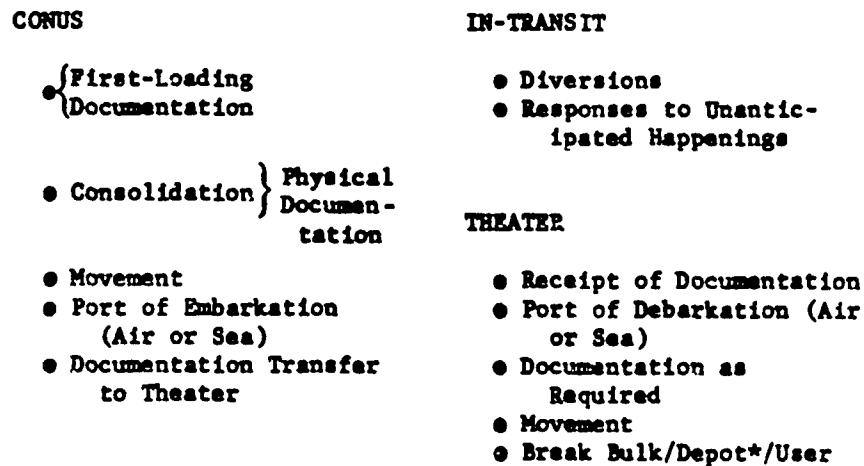 CONUS
● { First-Loading
Documentation
● Consolidation } Physical
Documen-
tation
● Movement
● Port of Embarkation
(Air or Sea)
● Documentation Transfer
to Theater
IN-TRANSIT
● Diversions
● Responses to Unantic-
ipated Happenings
THEATER
● Receipt of Documentation
● Port of Debarkation (Air
or Sea)
● Documentation as
Required
● Movement
● Break Bulk/Depot*/User